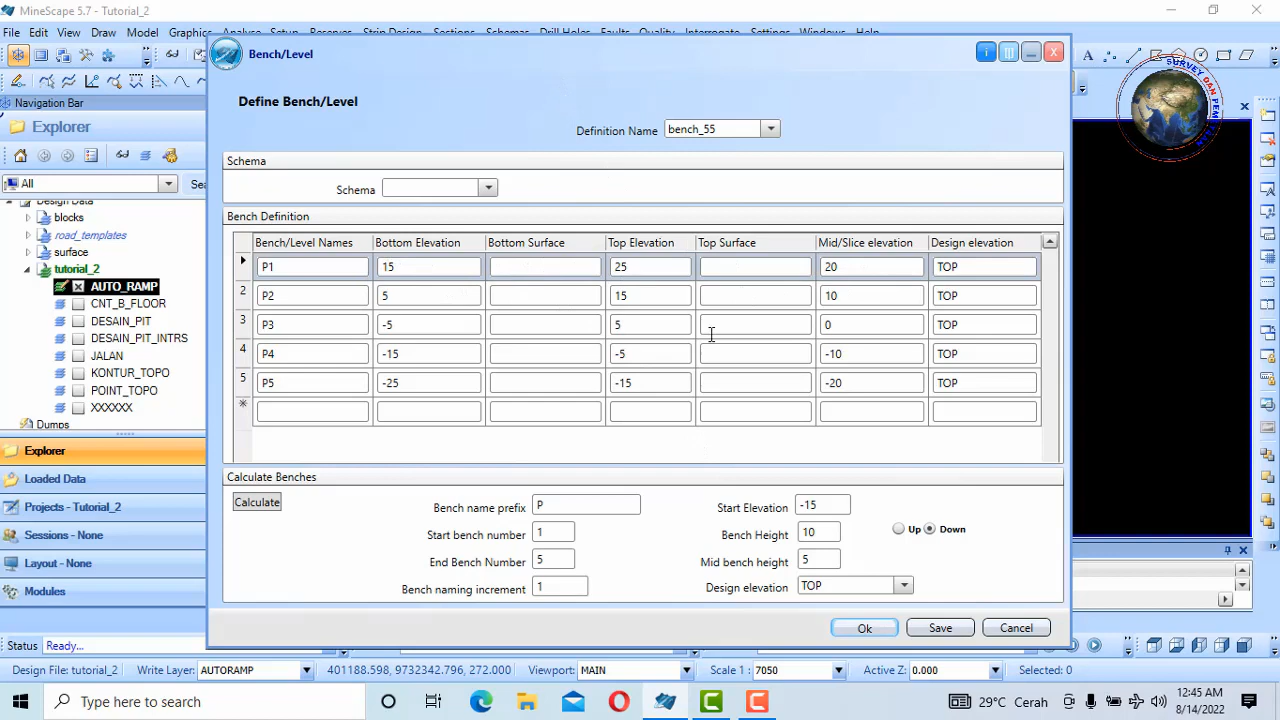 MineScape 5.7 - Tutorial_2
File Edit View Draw Model Graphics Setup Reserves Strip Design Sections Schemas Drill Holes Faults Quality Interrogate Settings Windows Help
Bench/Level
Navigation Bar
Explorer
All
Define Bench/Level
Definition Name bench_55
Schema
Schema
Bench Definition
Bench/Level Names Bottom Elevation Bottom Surface Top Elevation Top Surface Mid/Slice elevation Design elevation
P1 15 25 20 TOP
2 P2 5 15 10 TOP
3 P3 -5 5 0 TOP
4 P4 -15 -5 -10 TOP
5 P5 -25 -15 -20 TOP
*
Design Data
blocks
road_templates
surface
tutorial_2
AUTO_RAMP
CNT_B_FLOOR
DESAIN_PIT
DESAIN_PIT_INTRS
JALAN
KONTUR_TOPO
POINT_TOPO
XXXXXX
Dumps
Explorer
Loaded Data
Projects - Tutorial_2
Sessions - None
Layout - None
Modules
Calculate Benches
Calculate
Bench name prefix P
Start Elevation -15
Start bench number 1
Bench Height 10
Up Down
End Bench Number 5
Mid bench height 5
Bench naming increment 1
Design elevation TOP
Ok Save Cancel
Status Ready...
Design File: tutorial_2 Write Layer: AUTORAMP 401188.598, 9732342.796, 272.000 Viewport: MAIN Scale 1 : 7050 Active Z: 0.000 Selected: 0
Type here to search
29°C Cerah
12:45 AM
8/14/2022